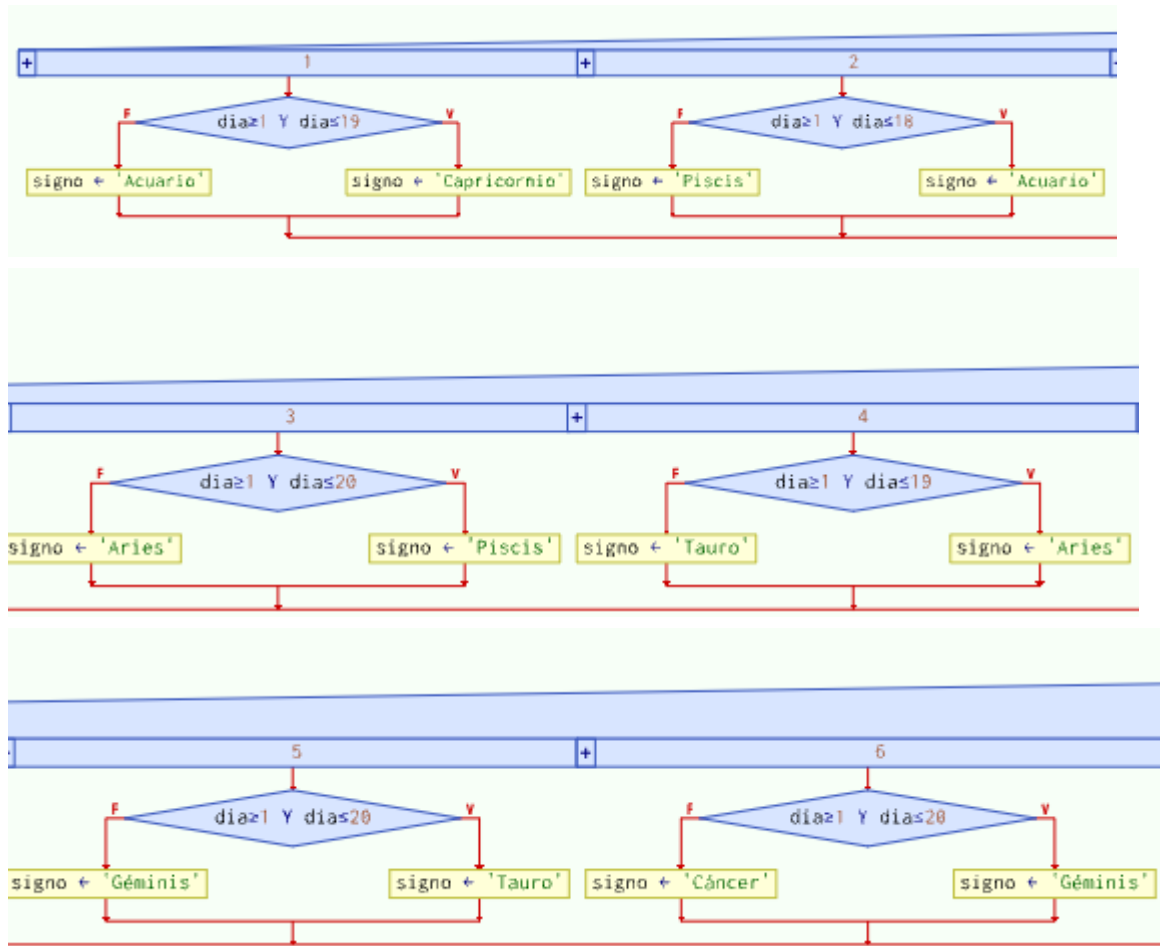 + 1 + 2
F dia≥1 Y dia≤19 V F dia≥1 Y dia≤18 V
signo ← 'Acuario' signo ← 'Capricornio' signo ← 'Piscis' signo ← 'Acuario'
3 + 4
F dia≥1 Y dia≤20 V F dia≥1 Y dia≤19 V
signo ← 'Aries' signo ← 'Piscis' signo ← 'Tauro' signo ← 'Aries'
5 + 6
F dia≥1 Y dia≤20 V F dia≥1 Y dia≤20 V
signo ← 'Géminis' signo ← 'Tauro' signo ← 'Cáncer' signo ← 'Géminis'